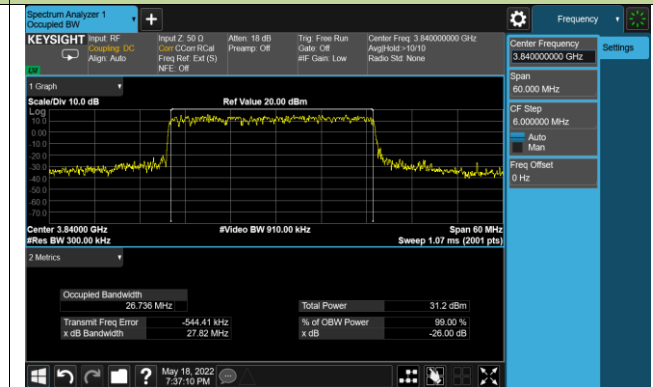 Spectrum Analyzer 1
Occupied BW
+
Frequency
KEYSIGHT
Input: RF
Coupling: DC
Align: Auto
Input Z: 50 Ω
Corr CCorr RCal
Freq Ref: Ext (S)
NFE: Off
Atten: 18 dB
Preamp: Off
Trig: Free Run
Gate: Off
#IF Gain: Low
Center Freq: 3.840000000 GHz
Avg|Hold:>10/10
Radio Std: None
Center Frequency
3.840000000 GHz
Settings
Span
60.000 MHz
CF Step
6.000000 MHz
Auto
Man
Freq Offset
0 Hz
1 Graph
Scale/Div 10.0 dB
Ref Value 20.00 dBm
Log
10.0
0.00
-10.0
-20.0
-30.0
-40.0
-50.0
-60.0
-70.0
Center 3.84000 GHz
#Video BW 910.00 kHz
Span 60 MHz
#Res BW 300.00 kHz
Sweep 1.07 ms (2001 pts)
2 Metrics
Occupied Bandwidth
26.736 MHz
Total Power
31.2 dBm
Transmit Freq Error
-544.41 kHz
% of OBW Power
99.00 %
x dB Bandwidth
27.82 MHz
x dB
-26.00 dB
?
May 18, 2022
7:37:10 PM